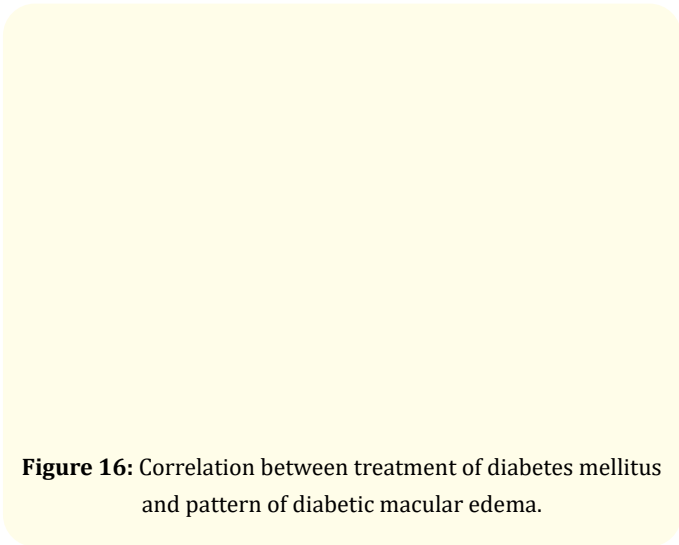 Figure 16: Correlation between treatment of diabetes mellitus
and pattern of diabetic macular edema.